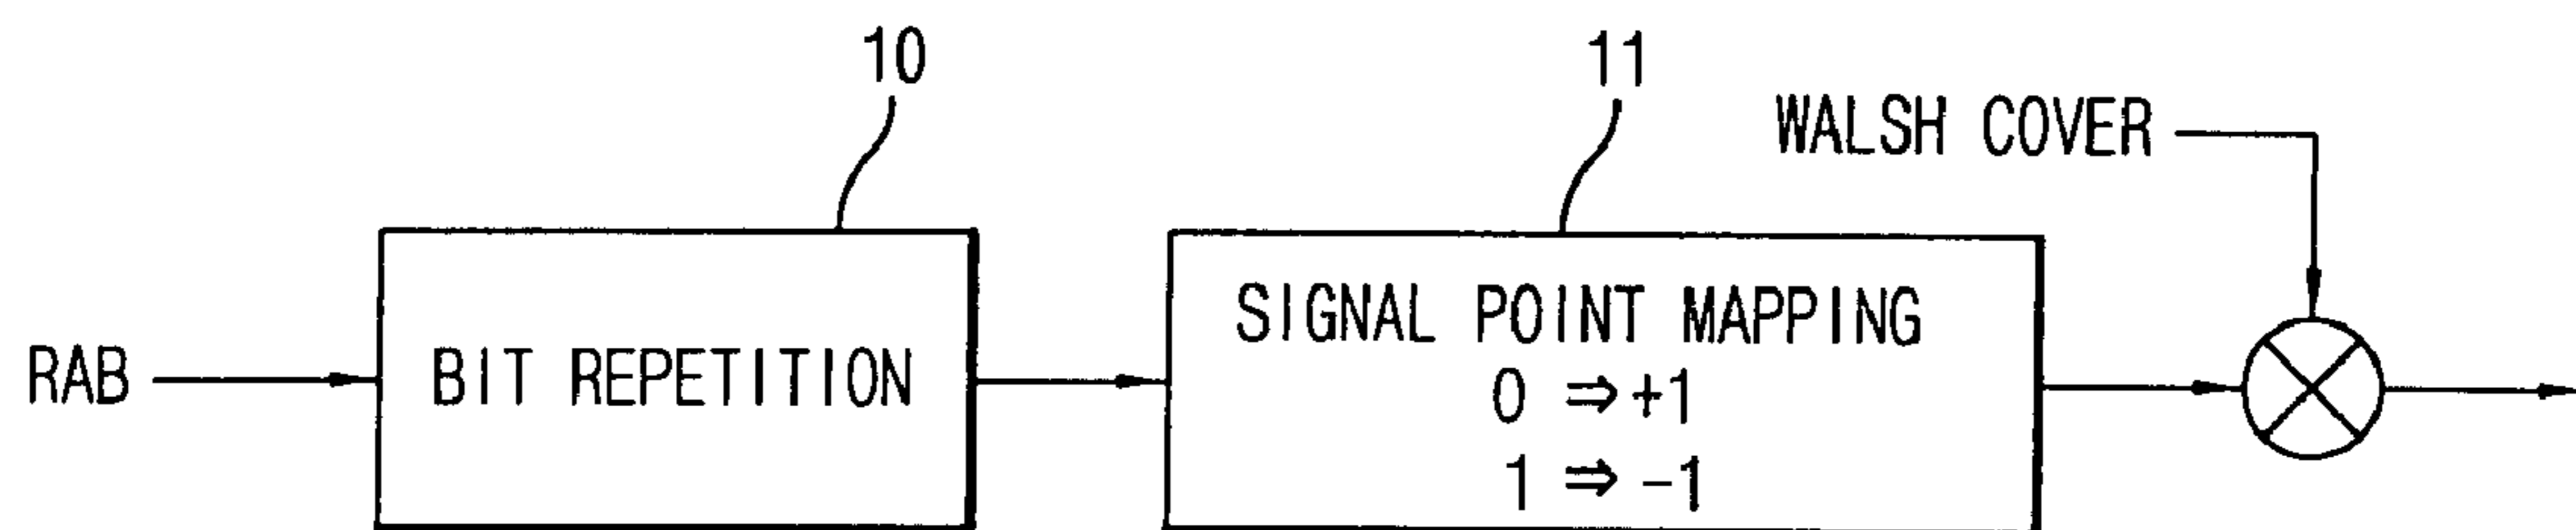 10
11
WALSH COVER
RAB
BIT REPETITION
SIGNAL POINT MAPPING
0 ⇒ +1
1 ⇒ -1